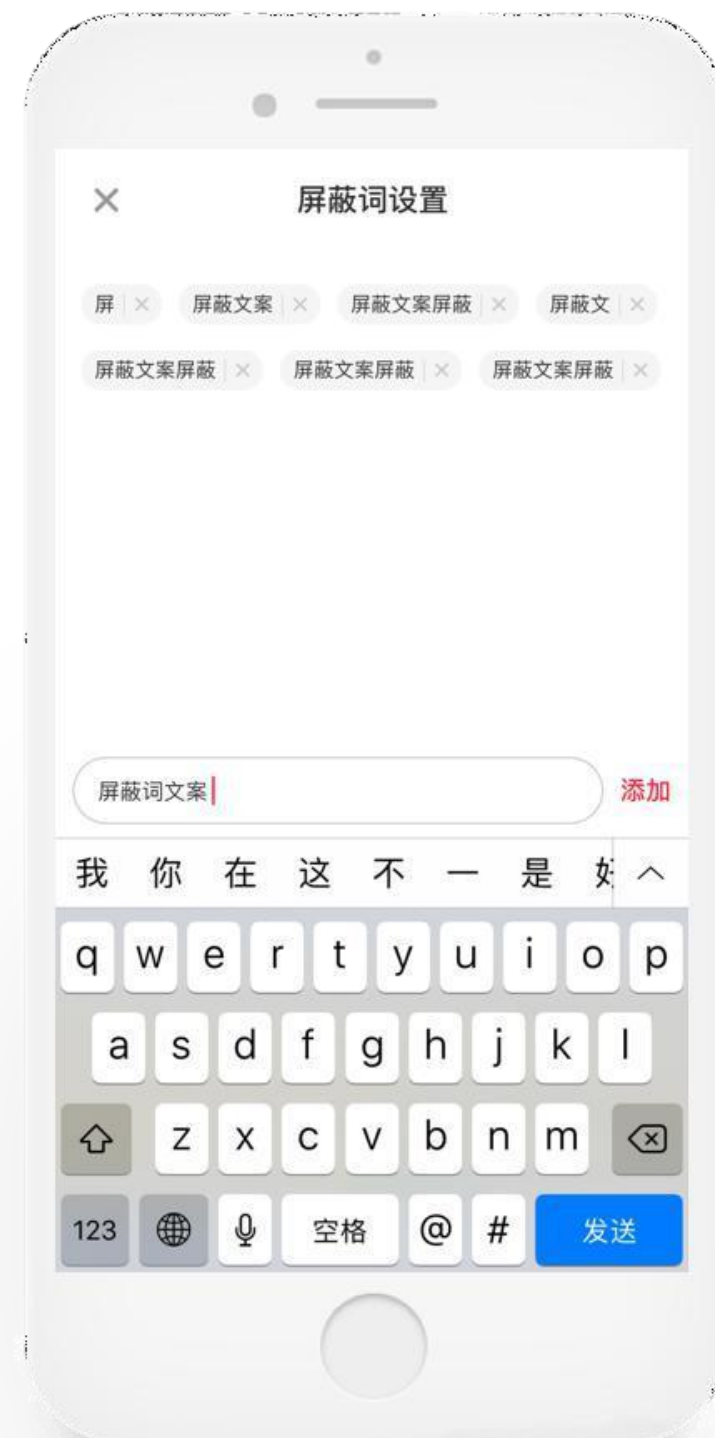 屏蔽词设置
屏 屏蔽文案 屏蔽文案屏蔽 屏蔽文
屏蔽文案屏蔽 屏蔽文案屏蔽 屏蔽文案屏蔽
屏蔽词文案 添加
我 你 在 这 不 一 是
q w e r t y u i o p
a s d f g h j k l
z x c v b n m
123 空格 @ # 发送